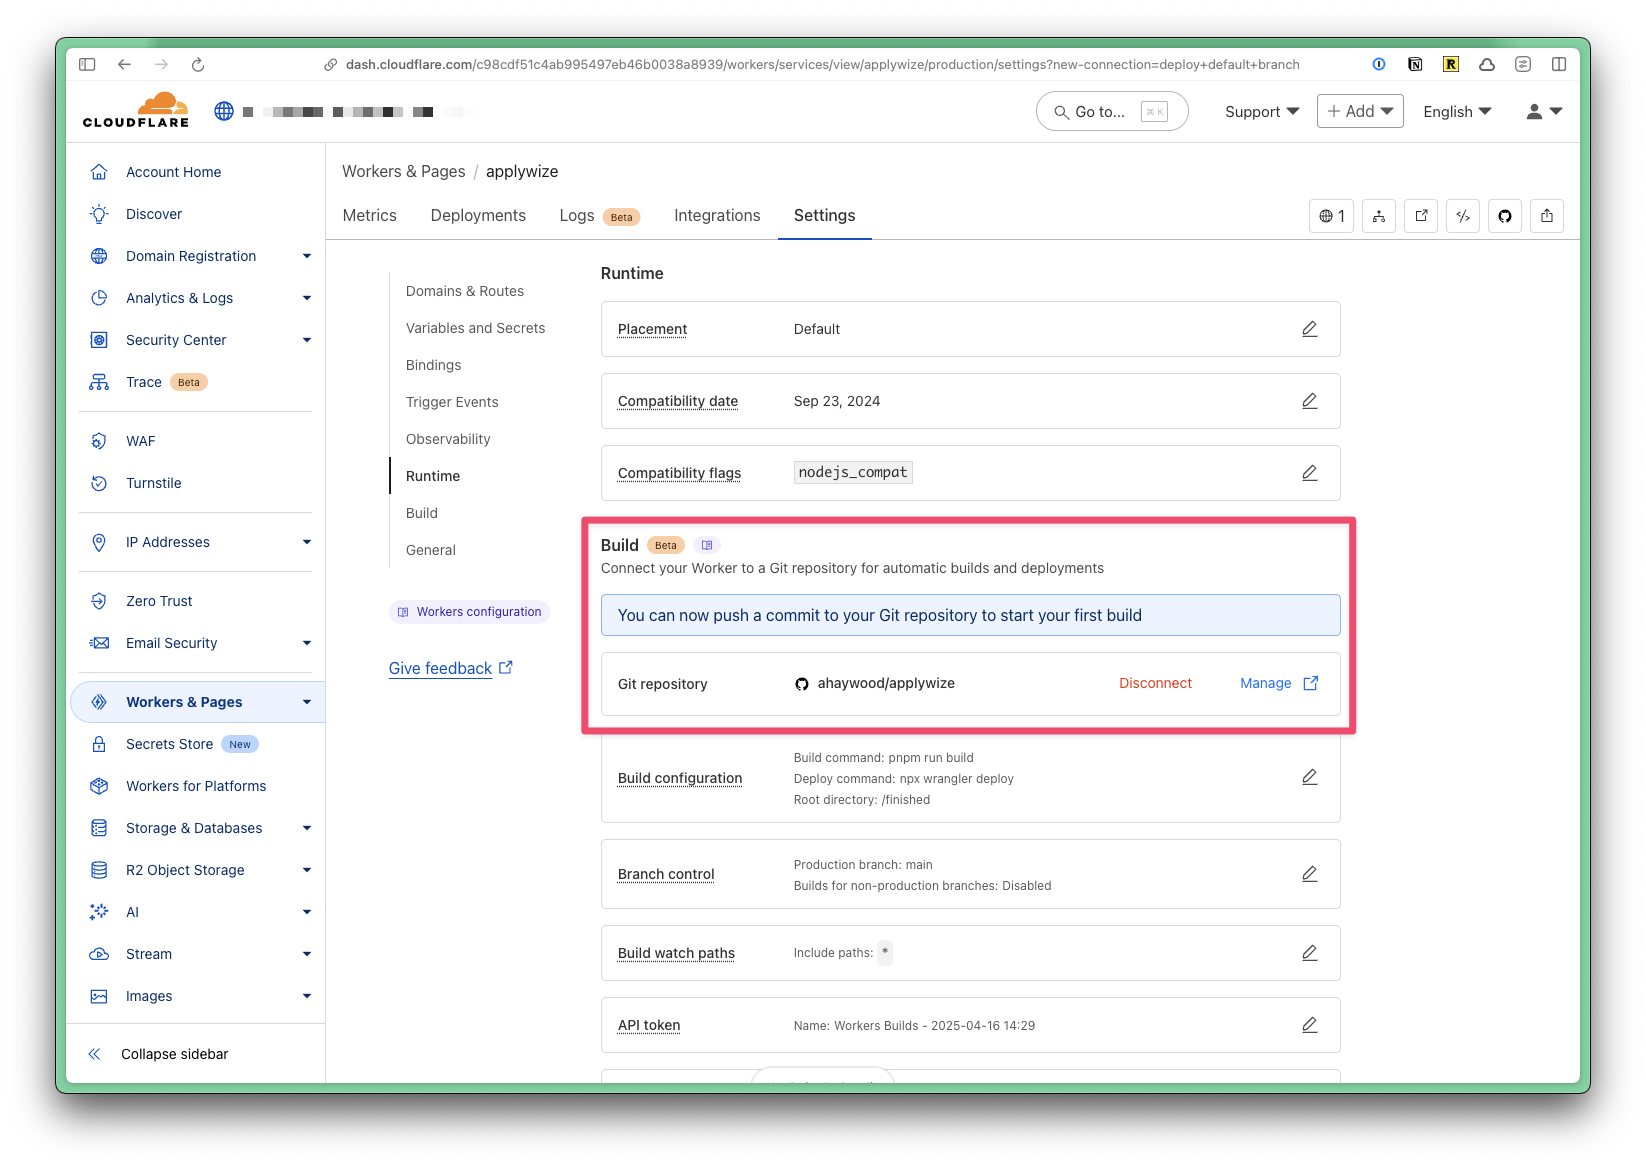 dash.cloudflare.com/c98cdf51c4ab995497eb46b0038a8939/workers/services/view/applywize/production/settings?new-connection=deploy+default+branch
CLOUDFLARE
Go to... ⌘ K
Support
+ Add
English
Account Home
Discover
Domain Registration
Analytics & Logs
Security Center
Trace Beta
WAF
Turnstile
IP Addresses
Zero Trust
Email Security
Workers & Pages
Secrets Store New
Workers for Platforms
Storage & Databases
R2 Object Storage
AI
Stream
Images
Collapse sidebar
Workers & Pages / applywize
Metrics Deployments Logs Beta Integrations Settings
1
Domains & Routes
Variables and Secrets
Bindings
Trigger Events
Observability
Runtime
Build
General
Workers configuration
Give feedback
Runtime
Placement Default
Compatibility date Sep 23, 2024
Compatibility flags nodejs_compat
Build Beta
Connect your Worker to a Git repository for automatic builds and deployments
You can now push a commit to your Git repository to start your first build
Git repository ahaywood/applywize Disconnect Manage
Build configuration
Build command: pnpm run build
Deploy command: npx wrangler deploy
Root directory: /finished
Branch control
Production branch: main
Builds for non-production branches: Disabled
Build watch paths Include paths: *
API token Name: Workers Builds - 2025-04-16 14:29